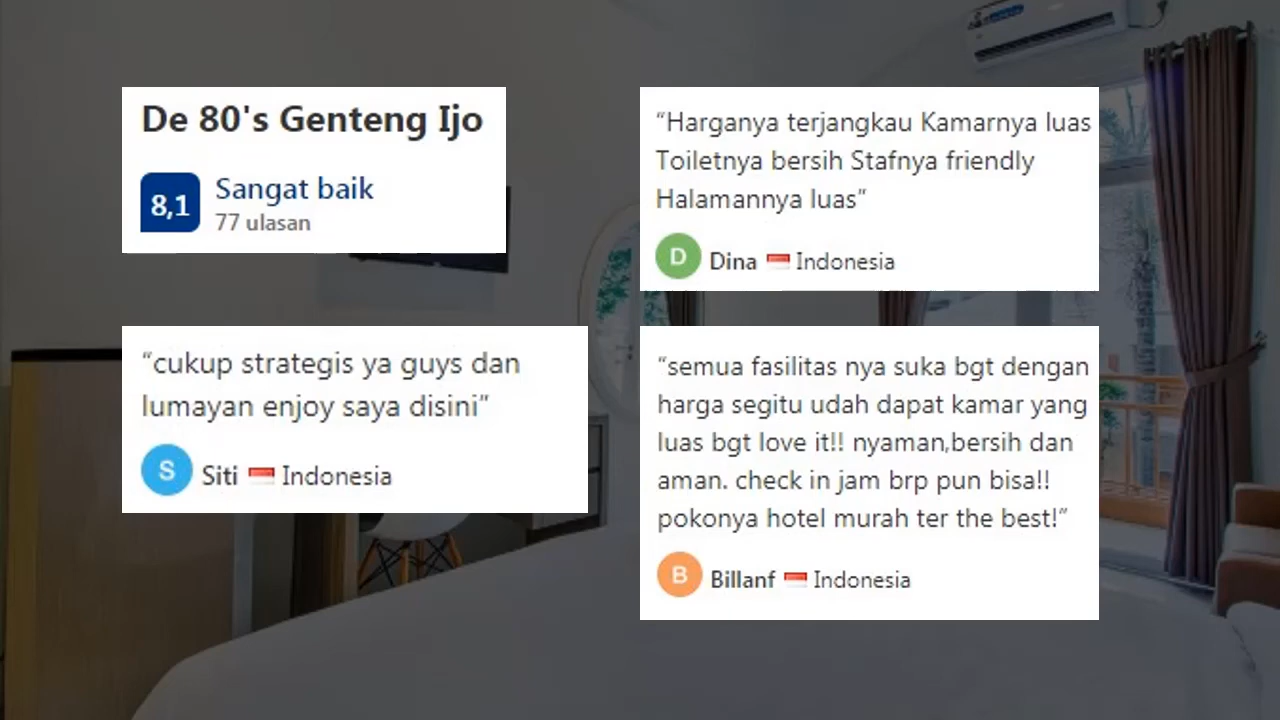 De 80's Genteng Ijo
8,1
Sangat baik
77 ulasan
“cukup strategis ya guys dan
lumayan enjoy saya disini”
S
Siti Indonesia
“Harganya terjangkau Kamarnya luas
Toiletnya bersih Stafnya friendly
Halamannya luas”
D
Dina Indonesia
“semua fasilitas nya suka bgt dengan
harga segitu udah dapat kamar yang
luas bgt love it!! nyaman,bersih dan
aman. check in jam brp pun bisa!!
pokonya hotel murah ter the best!”
B
Billanf Indonesia